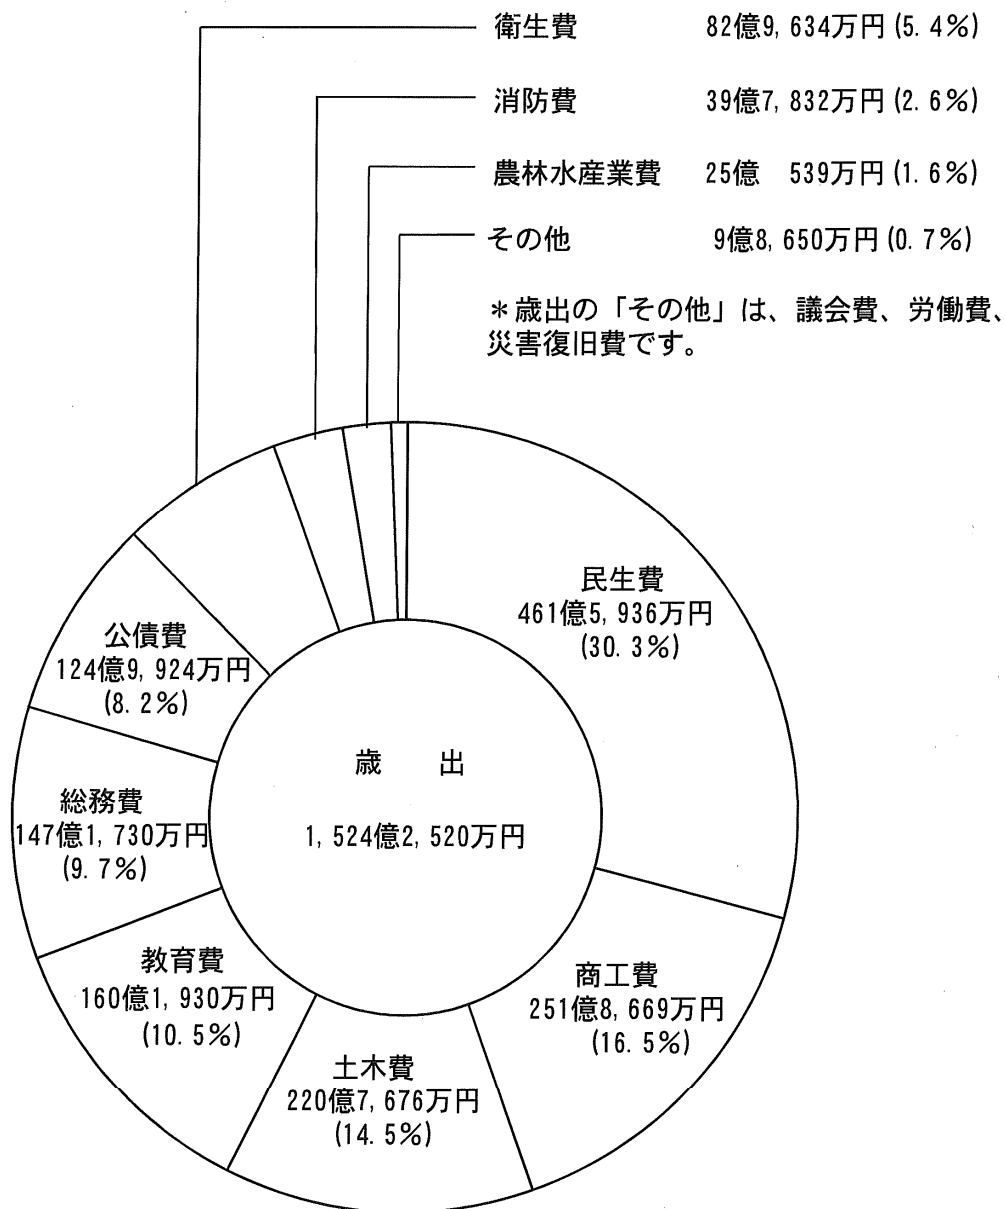 衛生費 82億9,634万円(5.4%)
消防費 39億7,832万円(2.6%)
農林水産業費 25億 539万円(1.6%)
その他 9億8,650万円(0.7%)
*歳出の「その他」は、議会費、労働費、
災害復旧費です。
民生費
461億5,936万円
(30.3%)
公債費
124億9,924万円
(8.2%)
歳 出
1,524億2,520万円
総務費
147億1,730万円
(9.7%)
教育費
160億1,930万円
(10.5%)
商工費
251億8,669万円
(16.5%)
土木費
220億7,676万円
(14.5%)